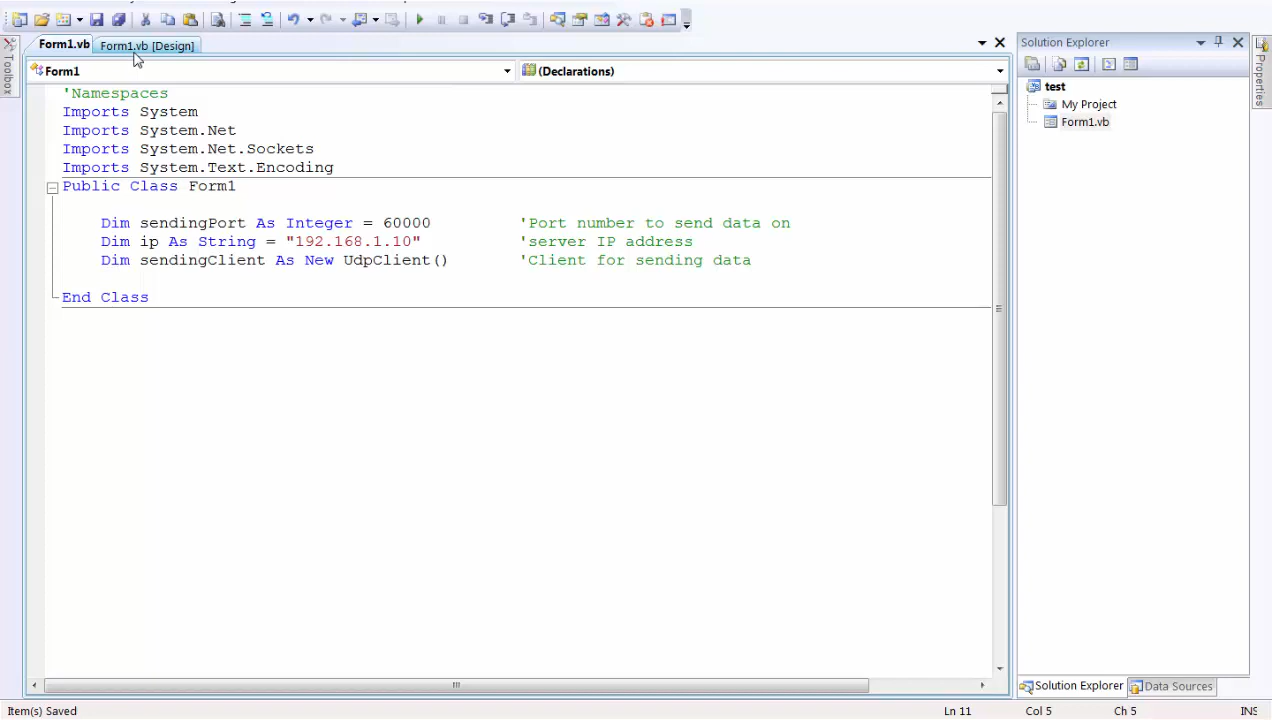 Form1.vb
Form1.vb [Design]
Solution Explorer
Toolbox
Form1
(Declarations)
Properties
'Namespaces
test
Imports System
My Project
Imports System.Net
Form1.vb
Imports System.Net.Sockets
Imports System.Text.Encoding
Public Class Form1
Dim sendingPort As Integer = 60000 'Port number to send data on
Dim ip As String = "192.168.1.10" 'server IP address
Dim sendingClient As New UdpClient() 'Client for sending data
End Class
Solution Explorer
Data Sources
Item(s) Saved
Ln 11
Col 5
Ch 5
INS